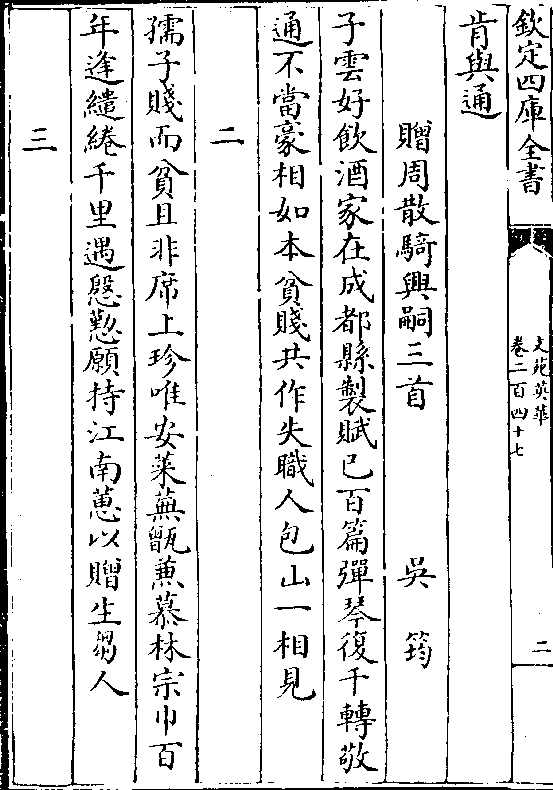 欽定四庫全書
文苑英華
卷二百四十七
二
肯與通
贈周散騎興嗣三首 吳筠
子雲好飲酒家在成都縣製賦已百篇彈琴復千轉敬
通不當豪相如本貧賤共作失職人包山一相見
二
孺子賤而貧且非席上珍唯安萊蕪甑兼慕林宗巾百
年逢繾綣千里遇慇懃願持江南蕙以贈生芻人
三